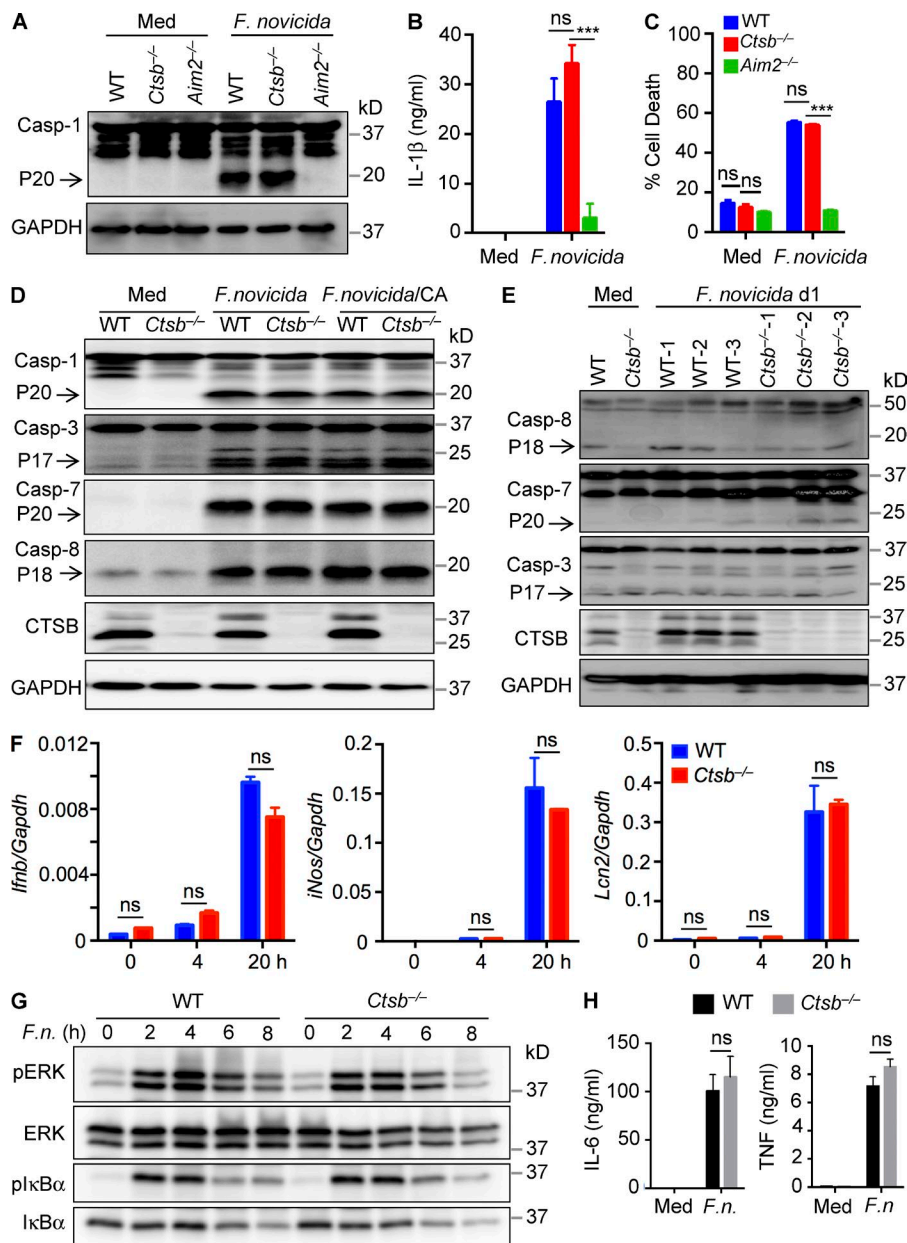 A
Med
F. novicida
WT
Ctsb–/–
Aim2–/–
WT
Ctsb–/–
Aim2–/–
kD
Casp-1
37
P20
20
GAPDH
37
B
IL-1β (ng/ml)
40
30
20
10
0
ns
***
Med
F. novicida
C
WT
Ctsb–/–
Aim2–/–
% Cell Death
100
80
60
40
20
0
ns
ns
ns
***
Med
F. novicida
D
Med
F. novicida
F. novicida/CA
WT
Ctsb–/–
WT
Ctsb–/–
WT
Ctsb–/–
kD
Casp-1
37
P20
20
Casp-3
37
25
P17
Casp-7
P20
20
Casp-8
P18
20
CTSB
37
25
GAPDH
37
E
Med
F. novicida d1
WT
Ctsb–/–
WT-1
WT-2
WT-3
Ctsb–/–-1
Ctsb–/–-2
Ctsb–/–-3
kD
50
Casp-8
20
P18
37
Casp-7
25
P20
37
Casp-3
25
P17
37
CTSB
25
GAPDH
37
F
Ifnb/Gapdh
0.012
0.008
0.004
0
ns
ns
ns
0
4
20 h
iNos/Gapdh
0.2
0.15
0.1
0.05
0
ns
ns
0
4
20 h
Lcn2/Gapdh
0.5
0.4
0.3
0.2
0.1
0
WT
Ctsb–/–
ns
ns
ns
0
4
20 h
G
WT
Ctsb–/–
F.n. (h)
0
2
4
6
8
0
2
4
6
8
kD
pERK
37
ERK
37
pIκBα
37
IκBα
37
H
WT
Ctsb–/–
IL-6 (ng/ml)
150
100
50
0
ns
Med
F.n.
TNF (ng/ml)
10
8
6
4
2
0
ns
Med
F.n